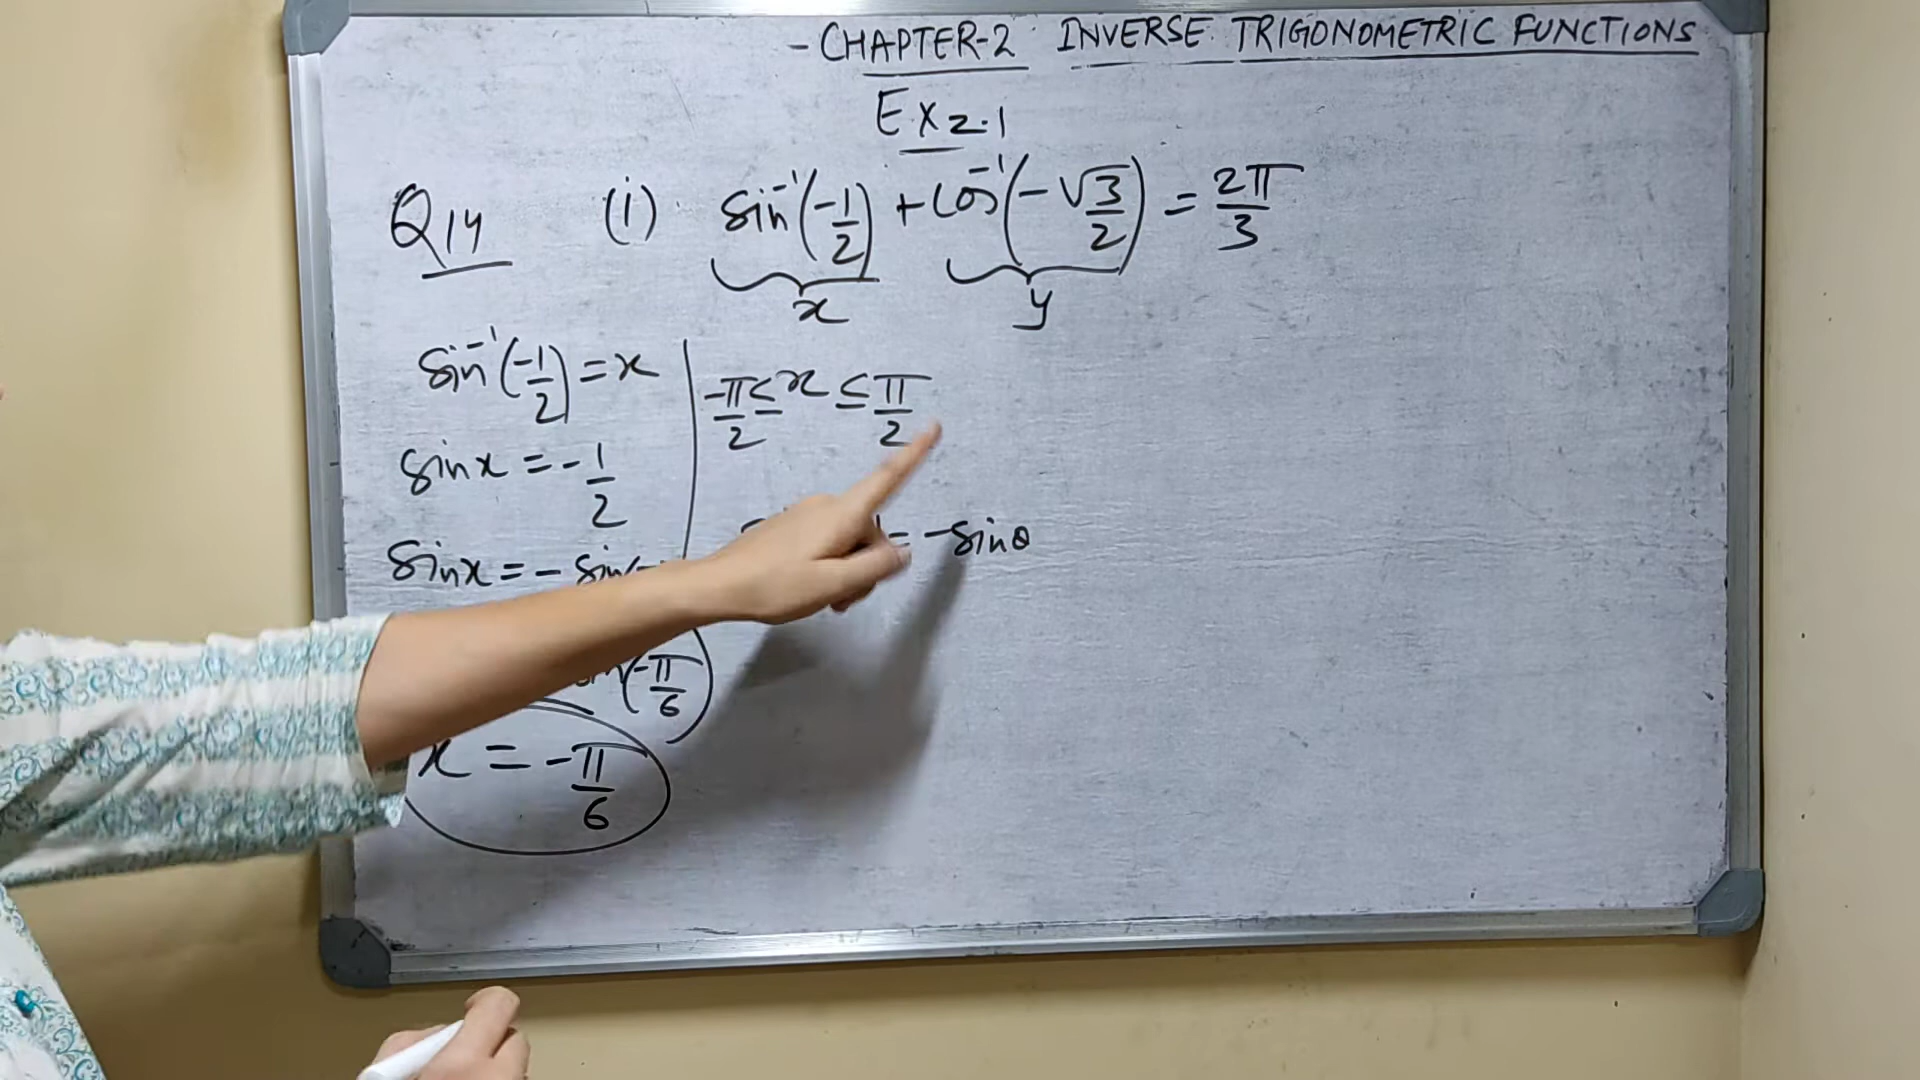 - CHAPTER-2 INVERSE TRIGONOMETRIC FUNCTIONS
Ex 2.1
Q14 (i) sin⁻¹(-1/2) + cos⁻¹(-√3/2) = 2π/3
x y
sin⁻¹(-1/2) = x
sinx = -1/2
sinx = - sin
(-π/6)
x = -π/6
-π/2 ≤ x ≤ π/2
= -sinθ